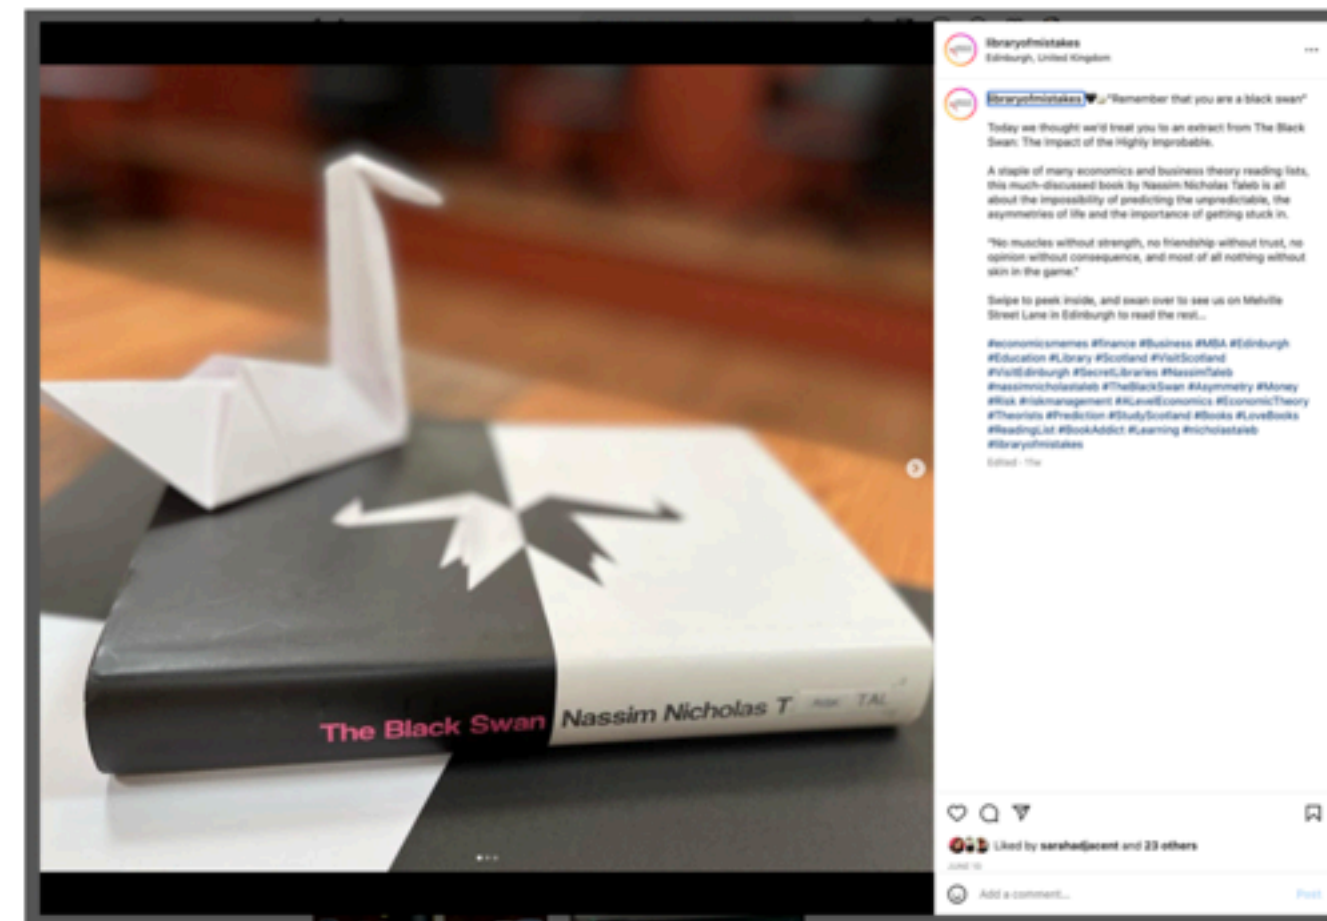 The Black Swan Nassim Nicholas T TAL
libraryofmistakes
Edinburgh, United Kingdom
libraryofmistakes 🖤🦢"Remember that you are a black swan"
Today we thought we'd treat you to an extract from The Black
Swan: The Impact of the Highly Improbable.
A staple of many economics and business theory reading lists,
this much-discussed book by Nassim Nicholas Taleb is all
about the impossibility of predicting the unpredictable, the
asymmetries of life and the importance of getting stuck in.
"No muscles without strength, no friendship without trust, no
opinion without consequence, and most of all nothing without
skin in the game."
Swipe to peek inside, and swan over to see us on Melville
Street Lane in Edinburgh to read the rest...
#economicsmemes #finance #Business #MBA #Edinburgh
#Education #Library #Scotland #VisitScotland
#VisitEdinburgh #SecretLibraries #NassimTaleb
#nassimnicholastaleb #TheBlackSwan #Asymmetry #Money
#Risk #riskmanagement #ALevelEconomics #EconomicTheory
#Theorists #Prediction #StudyScotland #Books #LoveBooks
#ReadingList #BookAddict #Learning #nicholastaleb
#libraryofmistakes
Edited · 11w
Liked by sarahadjacent and 23 others
JUNE 10
Add a comment...
Post